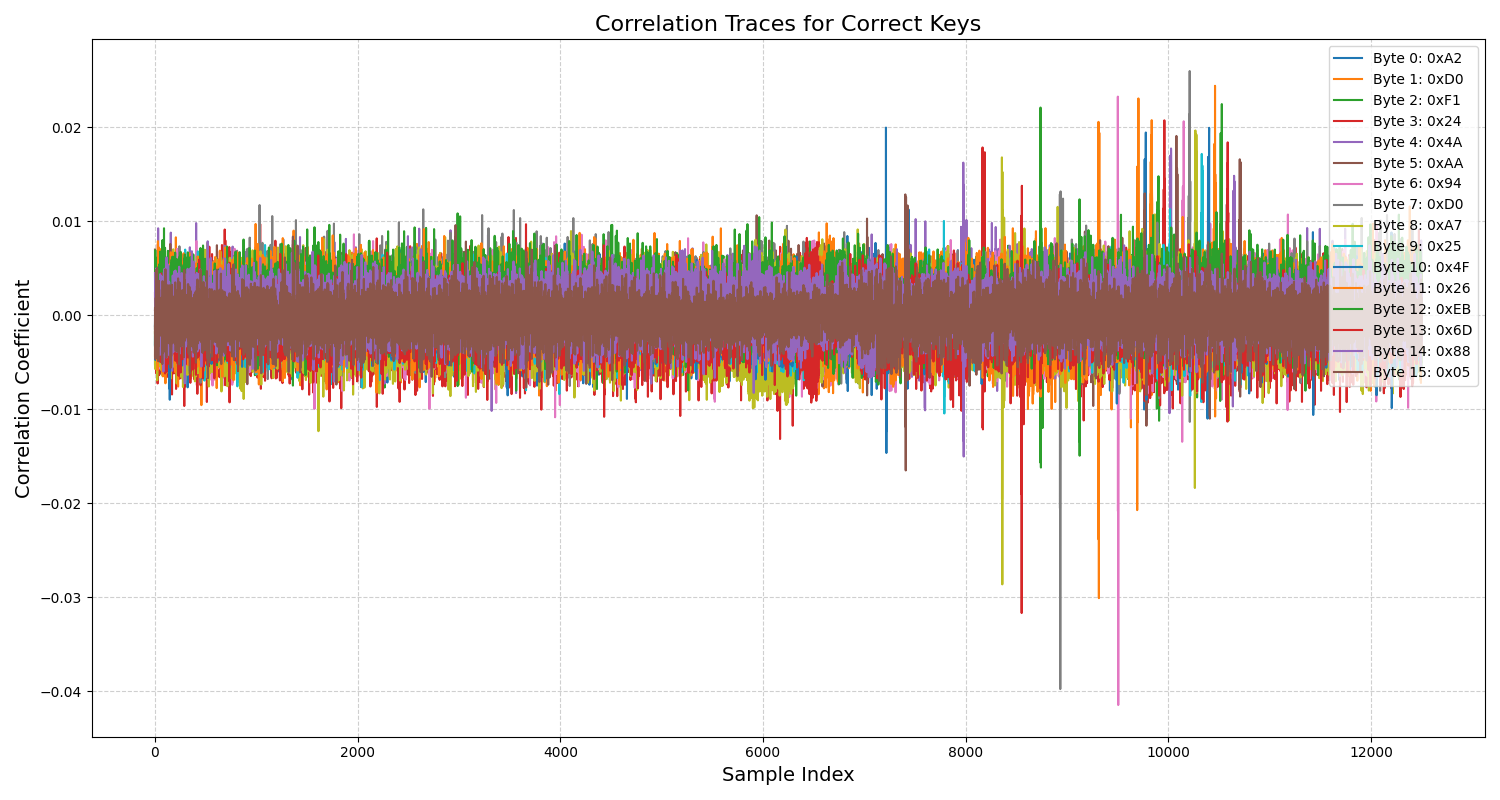 Correlation Traces for Correct Keys
Correlation Coefficient
0.02
0.01
0.00
−0.01
−0.02
−0.03
−0.04
Byte 0: 0xA2
Byte 1: 0xD0
Byte 2: 0xF1
Byte 3: 0x24
Byte 4: 0x4A
Byte 5: 0xAA
Byte 6: 0x94
Byte 7: 0xD0
Byte 8: 0xA7
Byte 9: 0x25
Byte 10: 0x4F
Byte 11: 0x26
Byte 12: 0xEB
Byte 13: 0x6D
Byte 14: 0x88
Byte 15: 0x05
0 2000 4000 6000 8000 10000 12000
Sample Index